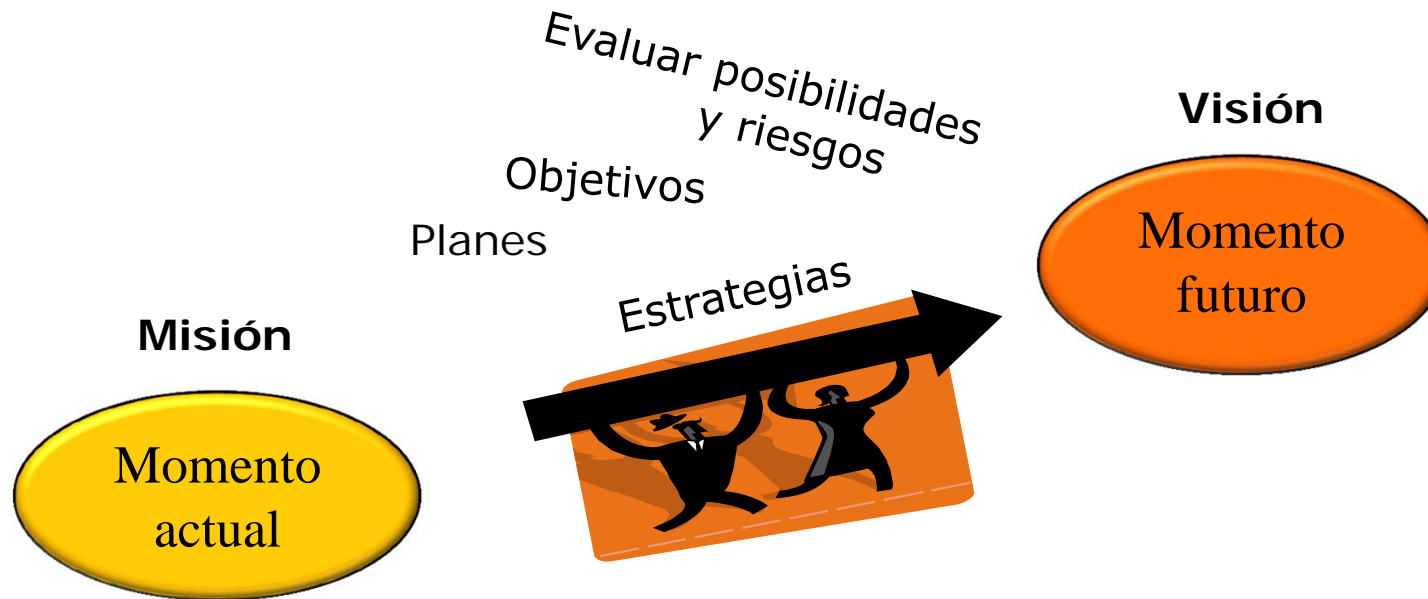 Evaluar posibilidades
y riesgos
Visión
Objetivos
Momento
futuro
Planes
Estrategias
Misión
Momento
actual